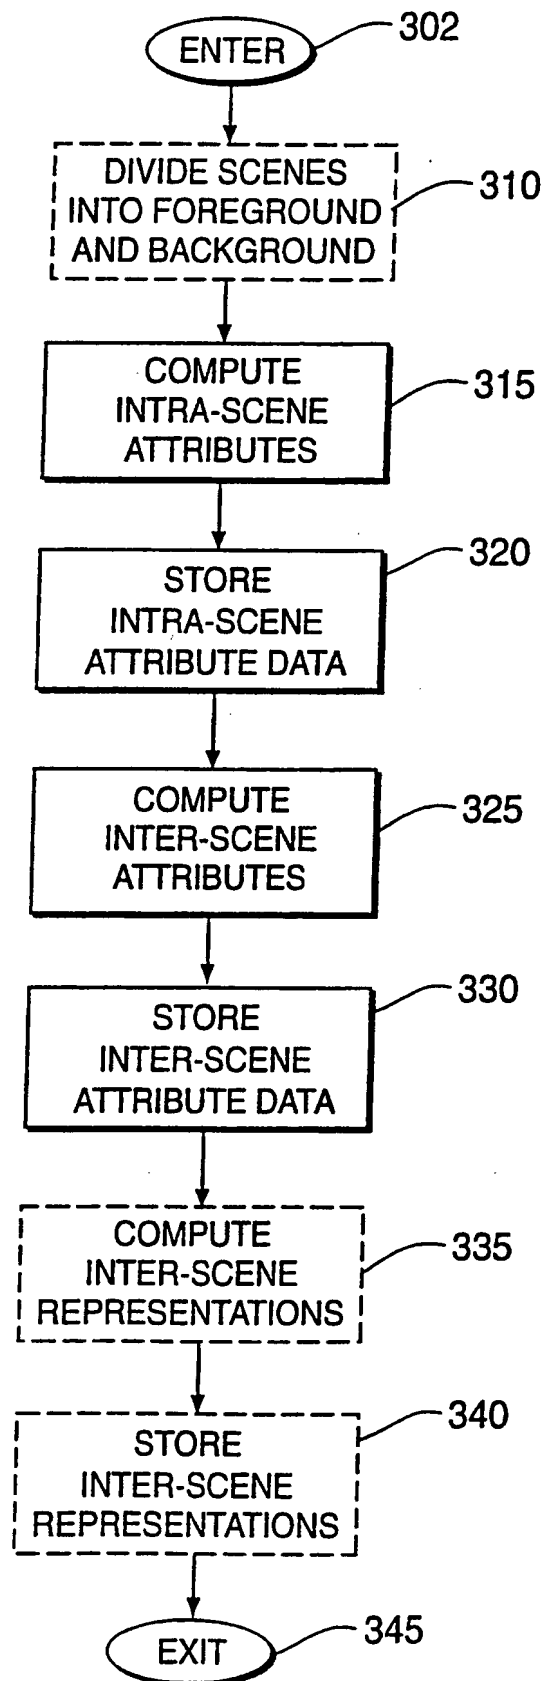 ENTER
302
DIVIDE SCENES
INTO FOREGROUND
AND BACKGROUND
310
COMPUTE
INTRA-SCENE
ATTRIBUTES
315
STORE
INTRA-SCENE
ATTRIBUTE DATA
320
COMPUTE
INTER-SCENE
ATTRIBUTES
325
STORE
INTER-SCENE
ATTRIBUTE DATA
330
COMPUTE
INTER-SCENE
REPRESENTATIONS
335
STORE
INTER-SCENE
REPRESENTATIONS
340
EXIT
345